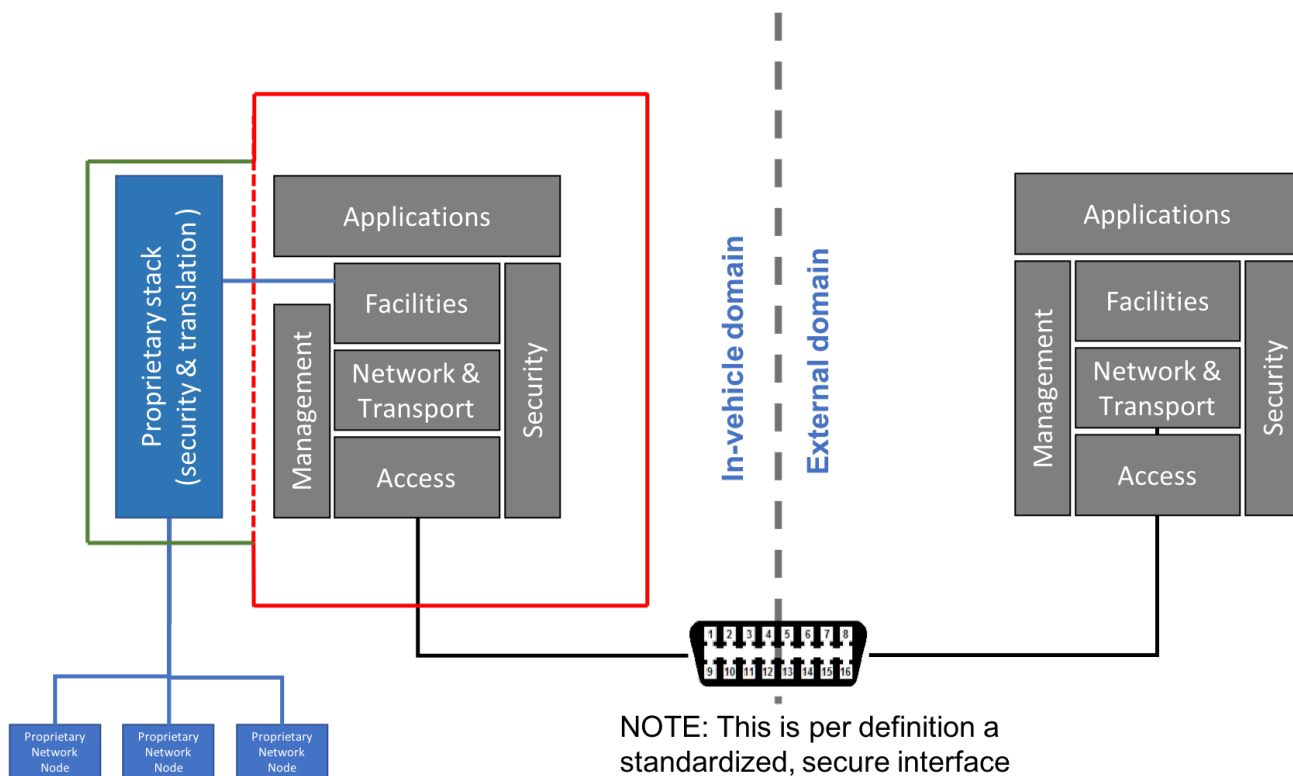 Proprietary stack
(security & translation )
Applications
Facilities
Management
Network &
Transport
Security
Access
In-vehicle domain
External domain
Applications
Facilities
Management
Network &
Transport
Security
Access
1 2 3 4 5 6 7 8
9 10 11 12 13 14 15 16
Proprietary
Network
Node
Proprietary
Network
Node
Proprietary
Network
Node
NOTE: This is per definition a
standardized, secure interface